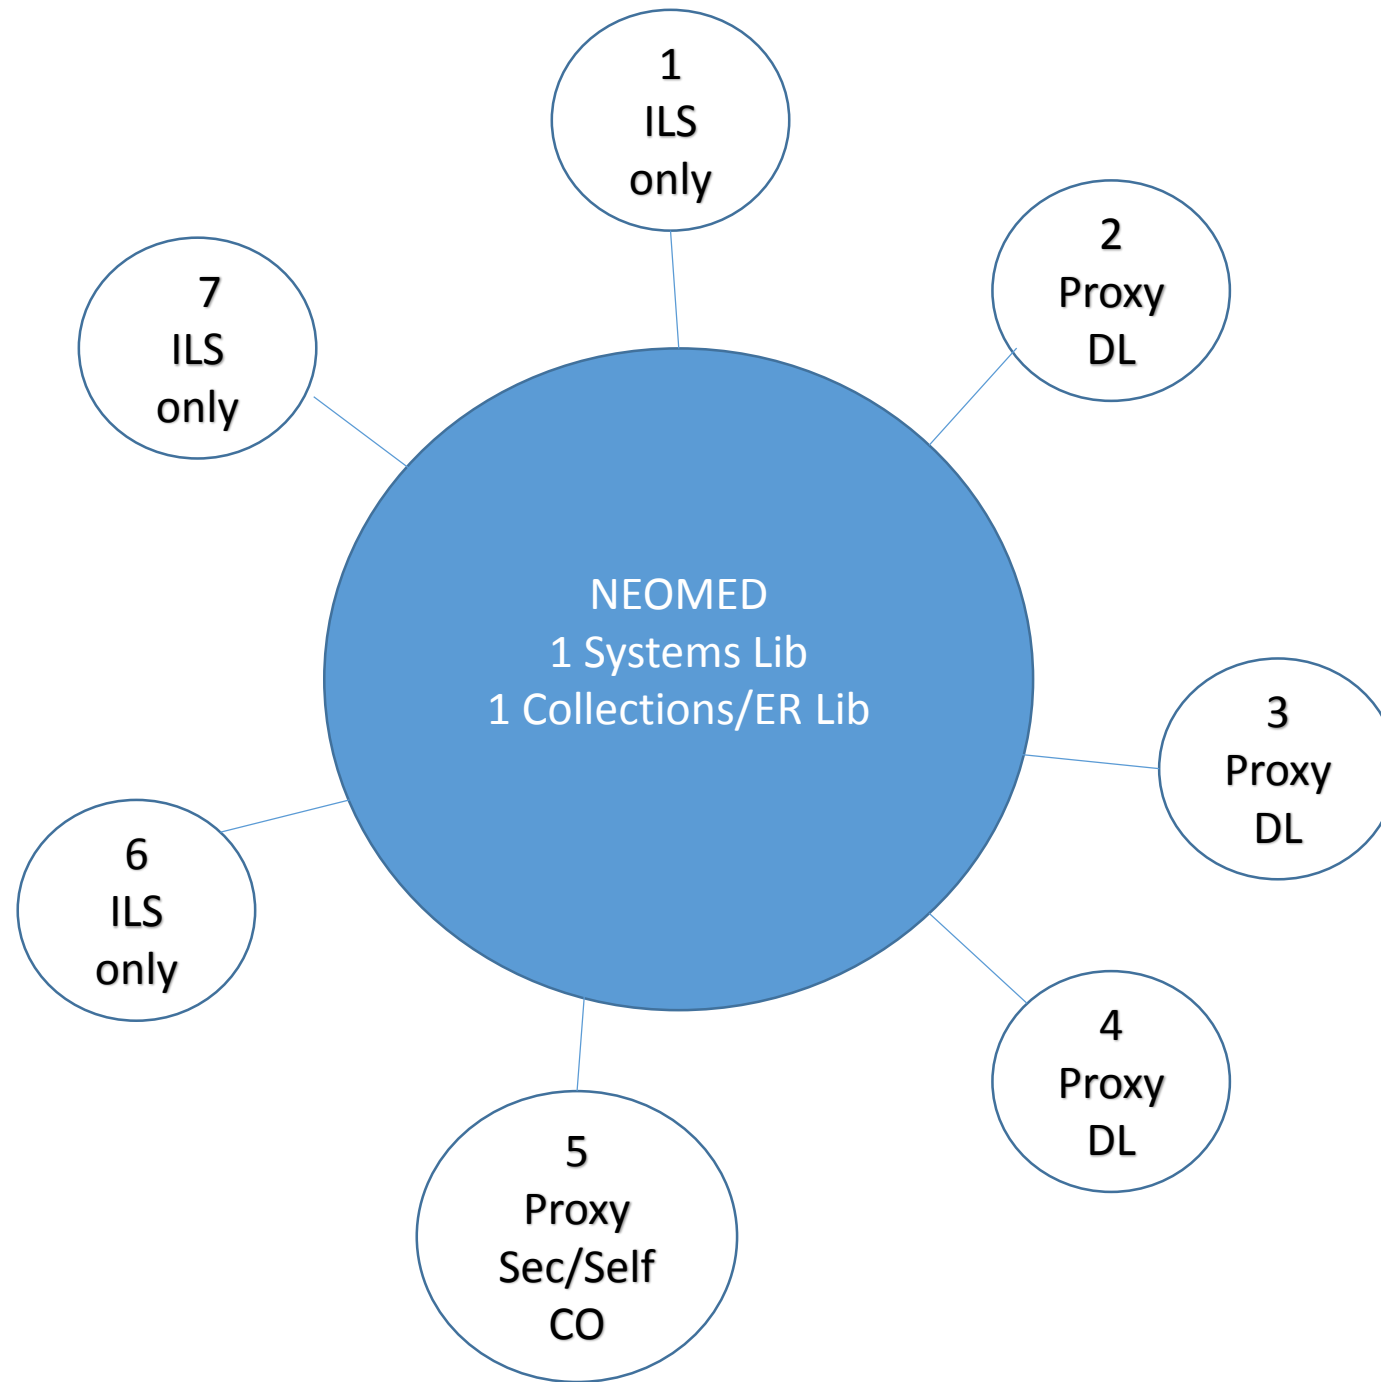 1
ILS
only
2
Proxy
DL
7
ILS
only
NEOMED
1 Systems Lib
1 Collections/ER Lib
3
Proxy
DL
6
ILS
only
4
Proxy
DL
5
Proxy
Sec/Self
CO